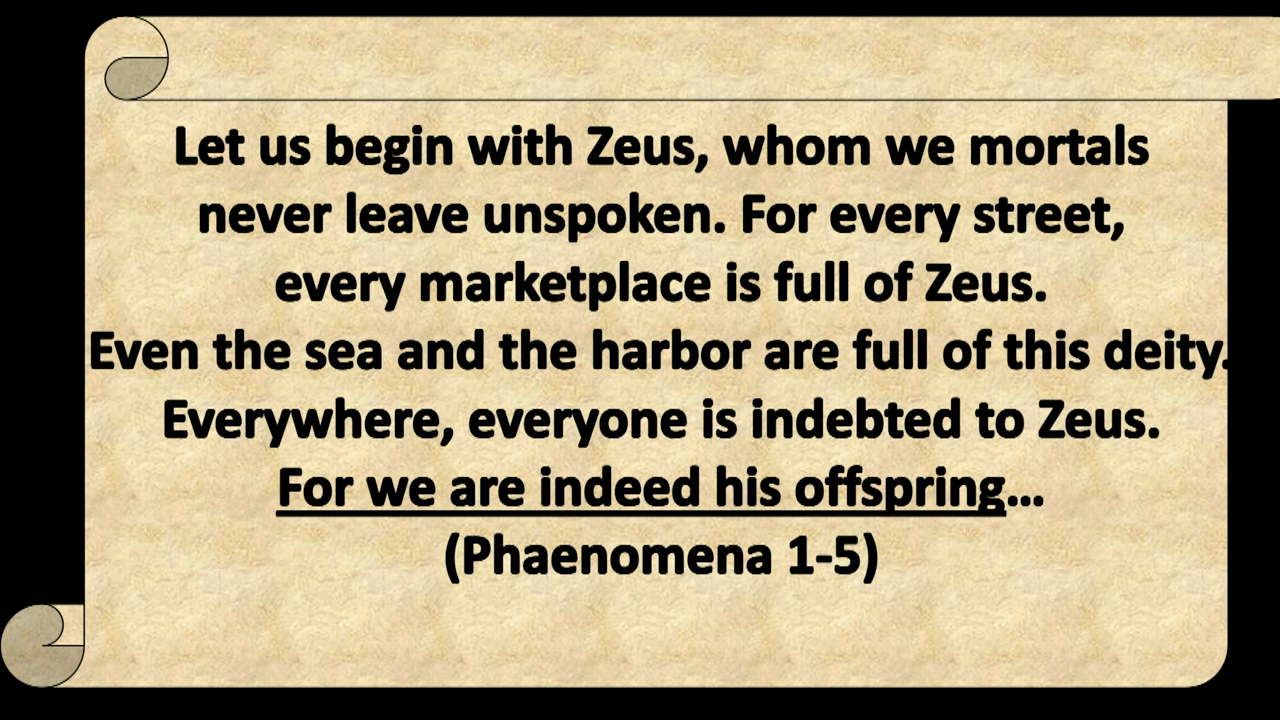 Let us begin with Zeus, whom we mortals
never leave unspoken. For every street,
every marketplace is full of Zeus.
Even the sea and the harbor are full of this deity.
Everywhere, everyone is indebted to Zeus.
For we are indeed his offspring...
(Phaenomena 1-5)